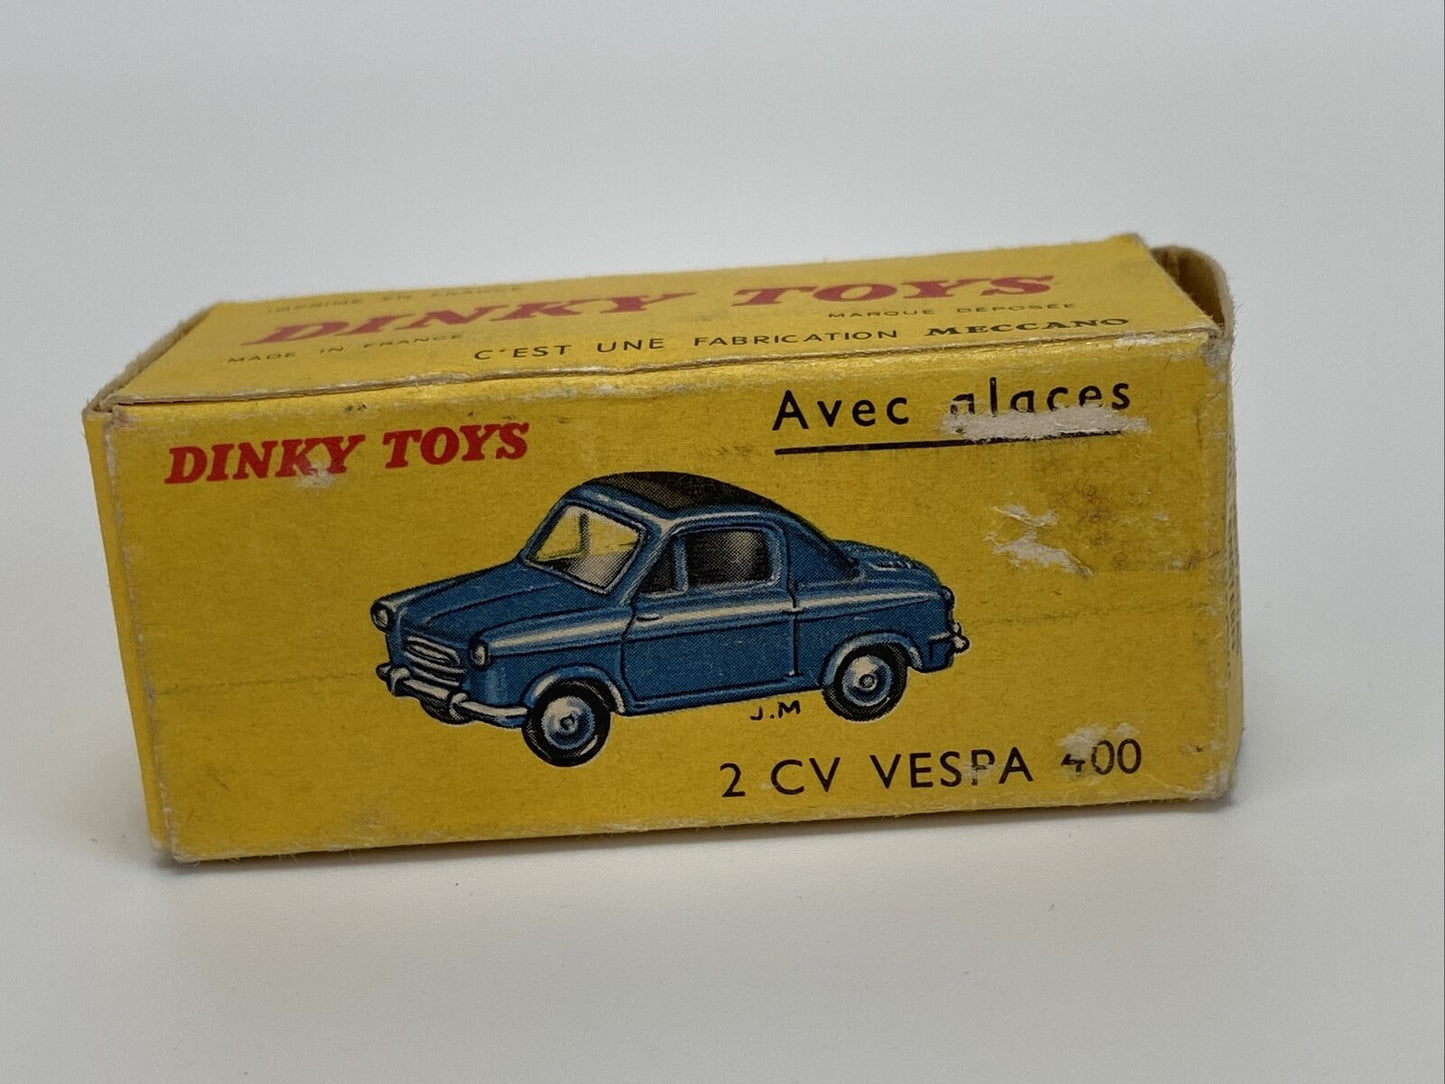 IMPRIMÉ EN FRANCE
DINKY TOYS
MARQUE DÉPOSÉE
MADE IN FRANCE
C'EST UNE FABRICATION MECCANO
Avec glaces
DINKY TOYS
J.M
2 CV VESPA 400